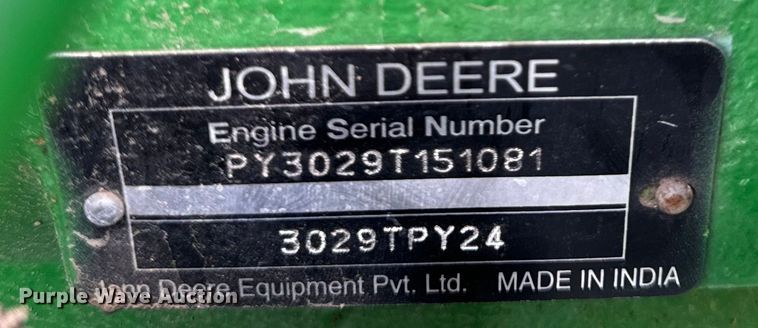 JOHN DEERE
Engine Serial Number
PY3029T151081
3029TPY24
John Deere Equipment Pvt. Ltd. MADE IN INDIA
Purple Wave Auction